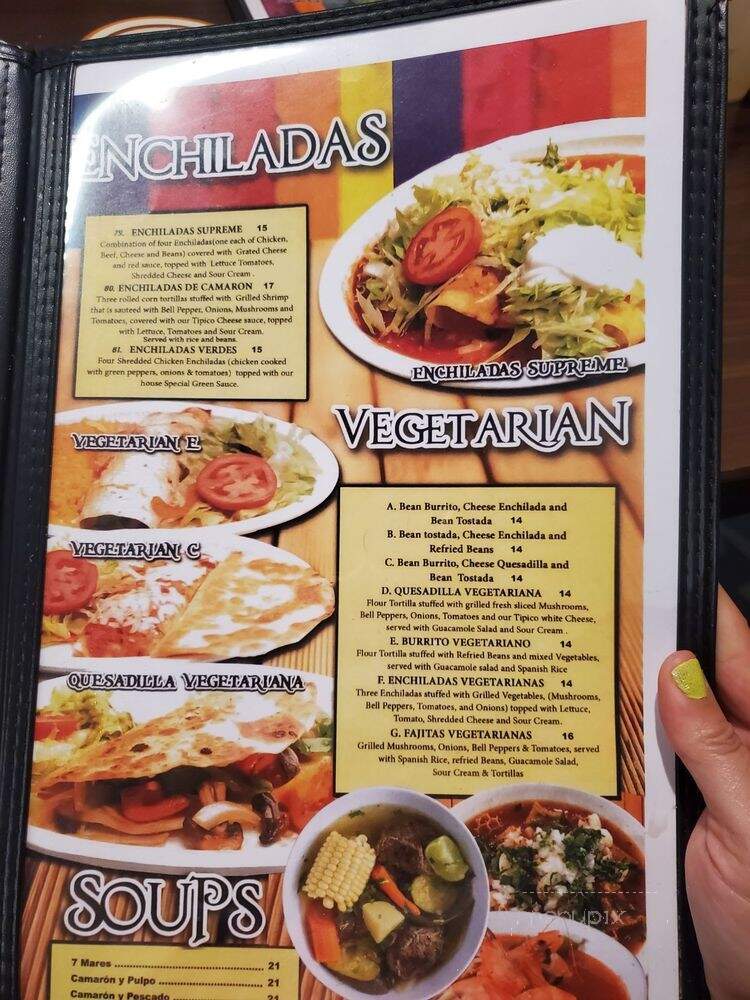 ENCHILADAS
79. ENCHILADAS SUPREME 15
Combination of four Enchiladas(one each of Chicken,
Beef, Cheese and Beans) covered with Grated Cheese
and red sauce, topped with Lettuce Tomatoes,
Shredded Cheese and Sour Cream .
80. ENCHILADAS DE CAMARON 17
Three rolled corn tortillas stuffed with Grilled Shrimp
that is sauteed with Bell Pepper, Onions, Mushrooms and
Tomatoes, covered with our Tipico Cheese sauce, topped
with Lettuce, Tomatoes and Sour Cream.
Served with rice and beans.
81. ENCHILADAS VERDES 15
Four Shredded Chicken Enchiladas (chicken cooked
with green peppers, onions & tomatoes) topped with our
house Special Green Sauce.
ENCHILADAS SUPREME
VEGETARIAN
VEGETARIAN E
VEGETARIAN C
QUESADILLA VEGETARIANA
A. Bean Burrito, Cheese Enchilada and
Bean Tostada 14
B. Bean tostada, Cheese Enchilada and
Refried Beans 14
C. Bean Burrito, Cheese Quesadilla and
Bean Tostada 14
D. QUESADILLA VEGETARIANA 14
Flour Tortilla stuffed with grilled fresh sliced Mushrooms,
Bell Peppers, Onions, Tomatoes and our Tipico white Cheese,
served with Guacamole Salad and Sour Cream .
E. BURRITO VEGETARIANO 14
Flour Tortilla stuffed with Refried Beans and mixed Vegetables,
served with Guacamole salad and Spanish Rice
F. ENCHILADAS VEGETARIANAS 14
Three Enchiladas stuffed with Grilled Vegetables, (Mushrooms,
Bell Peppers, Tomatoes, and Onions) topped with Lettuce,
Tomato, Shredded Cheese and Sour Cream.
G. FAJITAS VEGETARIANAS 16
Grilled Mushrooms, Onions, Bell Peppers & Tomatoes, served
with Spanish Rice, refried Beans, Guacamole Salad,
Sour Cream & Tortillas
SOUPS
7 Mares ........................................ 21
Camarón y Pulpo ............................ 21
Camarón y Pescado ........................ 21
menupix